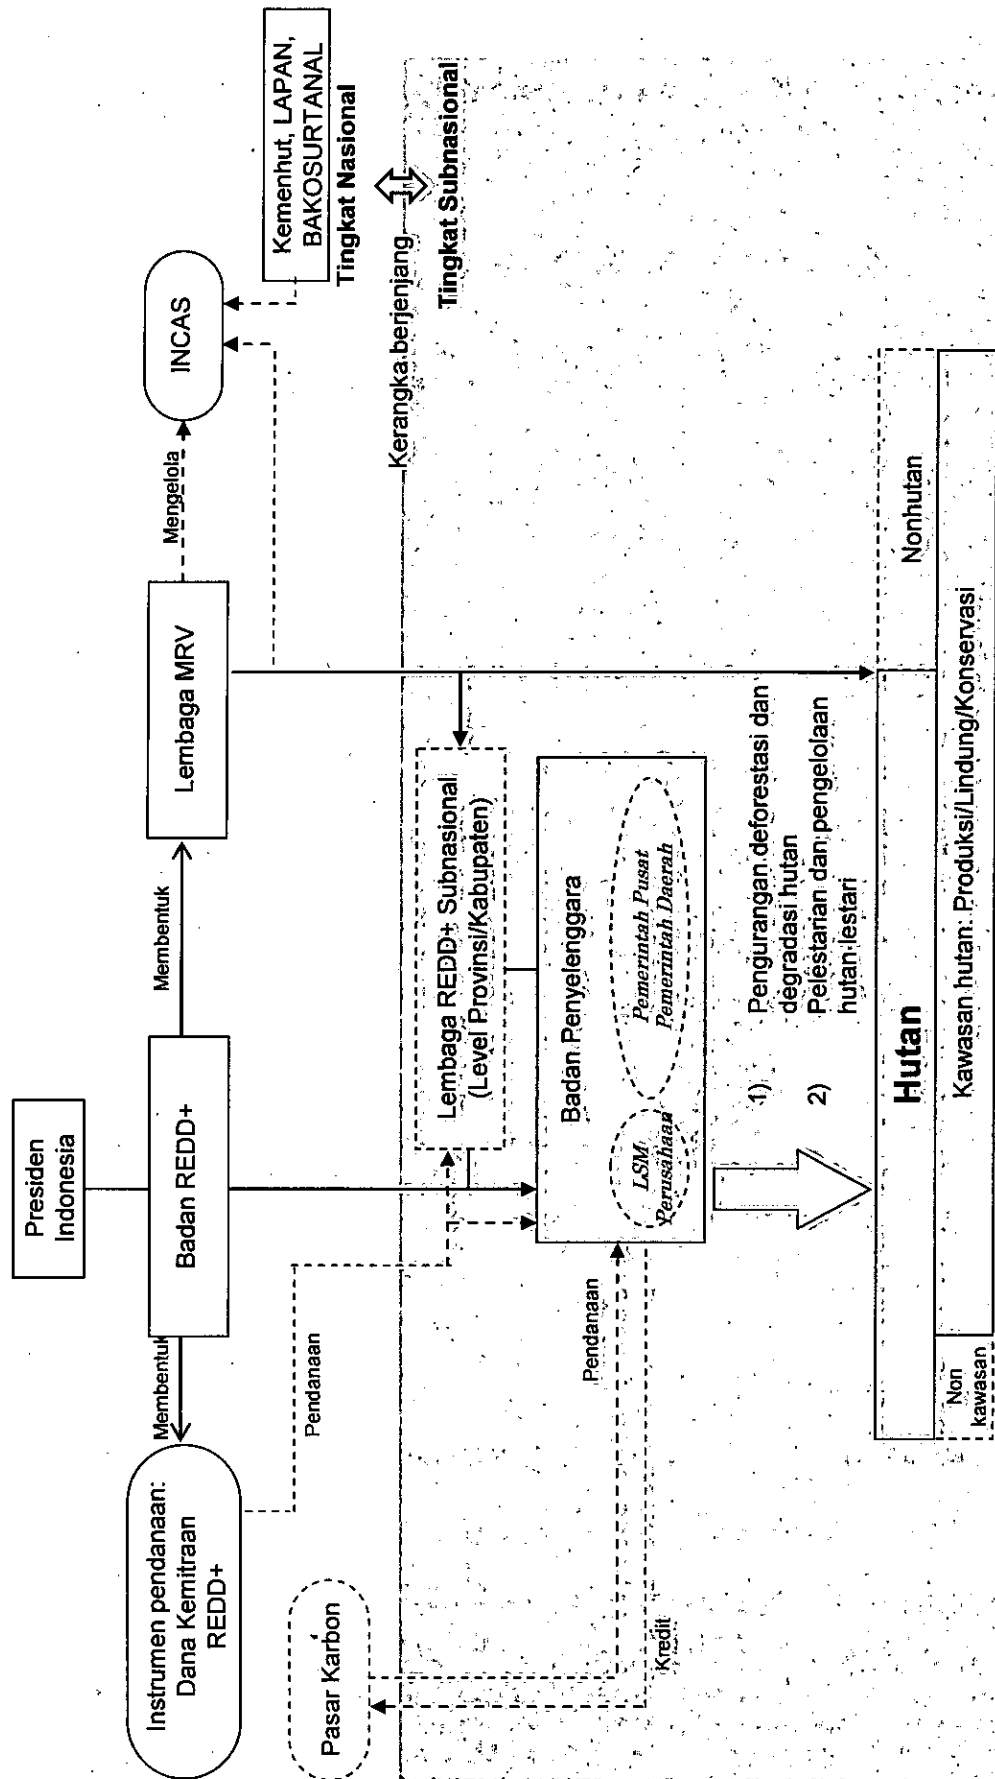 Presiden
Indonesia
Instrumen pendanaan:
Dana Kemitraan
REDD+
Membentuk
Badan REDD+
Membentuk
Lembaga MRV
Mengelola
INCAS
Kemenhut, LAPAN,
BAKOSURTANAL
Tingkat Nasional
Pendanaan
Pasar Karbon
Kerangka berjenjang
Tingkat Subnasional
Lembaga REDD+ Subnasional
(Level Provinsi/Kabupaten)
Badan Penyelenggara
LSM
Perusahaan
Pemerintah Pusat
Pemerintah Daerah
Pendanaan
Kredit
1) Pengurangan deforestasi dan
degradasi hutan
2) Pelestarian dan pengelolaan
hutan lestari
Hutan
Nonhutan
Non
kawasan
Kawasan hutan: Produksi/Lindung/Konservasi